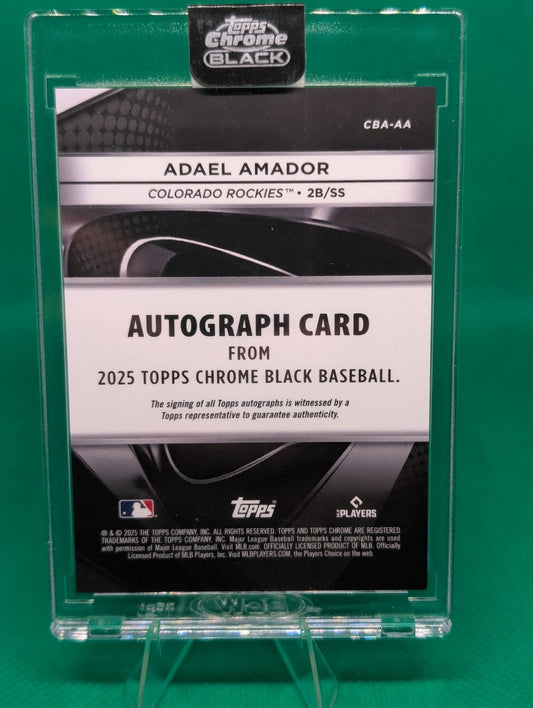 Topps
Chrome
BLACK
CBA-AA
ADAEL AMADOR
COLORADO ROCKIES™ • 2B/SS
AUTOGRAPH CARD
FROM
2025 TOPPS CHROME BLACK BASEBALL.
The signing of all Topps autographs is witnessed by a
Topps representative to guarantee authenticity.
Topps
MLB PLAYERS
® & © 2025 THE TOPPS COMPANY, INC. ALL RIGHTS RESERVED. TOPPS AND TOPPS CHROME ARE REGISTERED
TRADEMARKS OF THE TOPPS COMPANY, INC. Major League Baseball trademarks and copyrights are used
with permission of Major League Baseball. Visit MLB.com. OFFICIALLY LICENSED PRODUCT OF MLB. Officially
Licensed Product of MLB Players, Inc. Visit MLBPLAYERS.COM, the Players Choice on the web.